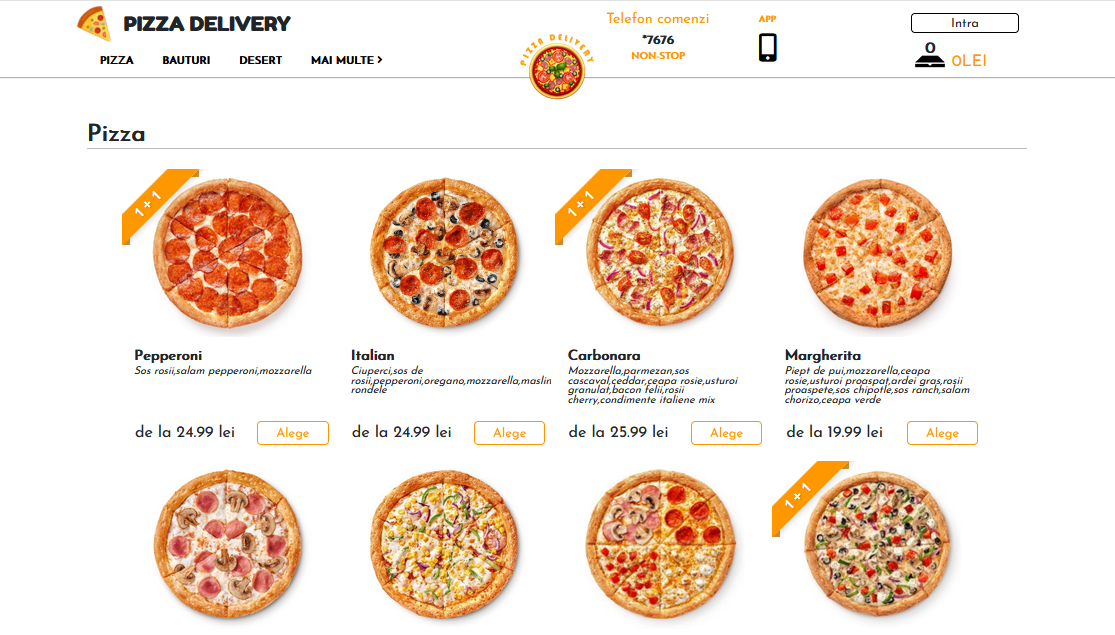 PIZZA DELIVERY
PIZZA BAUTURI DESERT MAI MULTE >
PIZZA DELIVERY
Telefon comenzi
*7676
NON-STOP
APP
Intra
0
0LEI
Pizza
1 + 1
1 + 1
Pepperoni
Sos rosii,salam pepperoni,mozzarella
de la 24.99 lei
Alege
Italian
Ciuperci,sos de
rosii,pepperoni,oregano,mozzarella,maslin
rondele
de la 24.99 lei
Alege
Carbonara
Mozzarella,parmezan,sos
cascaval,ceddar,ceapa rosie,usturoi
granulat,bacon felii,rosii
cherry,condimente italiene mix
de la 25.99 lei
Alege
Margherita
Piept de pui,mozzarella,ceapa
rosie,usturoi proaspat,ardei gras,rosii
proaspete,sos chipotle,sos ranch,salam
chorizo,ceapa verde
de la 19.99 lei
Alege
1 + 1